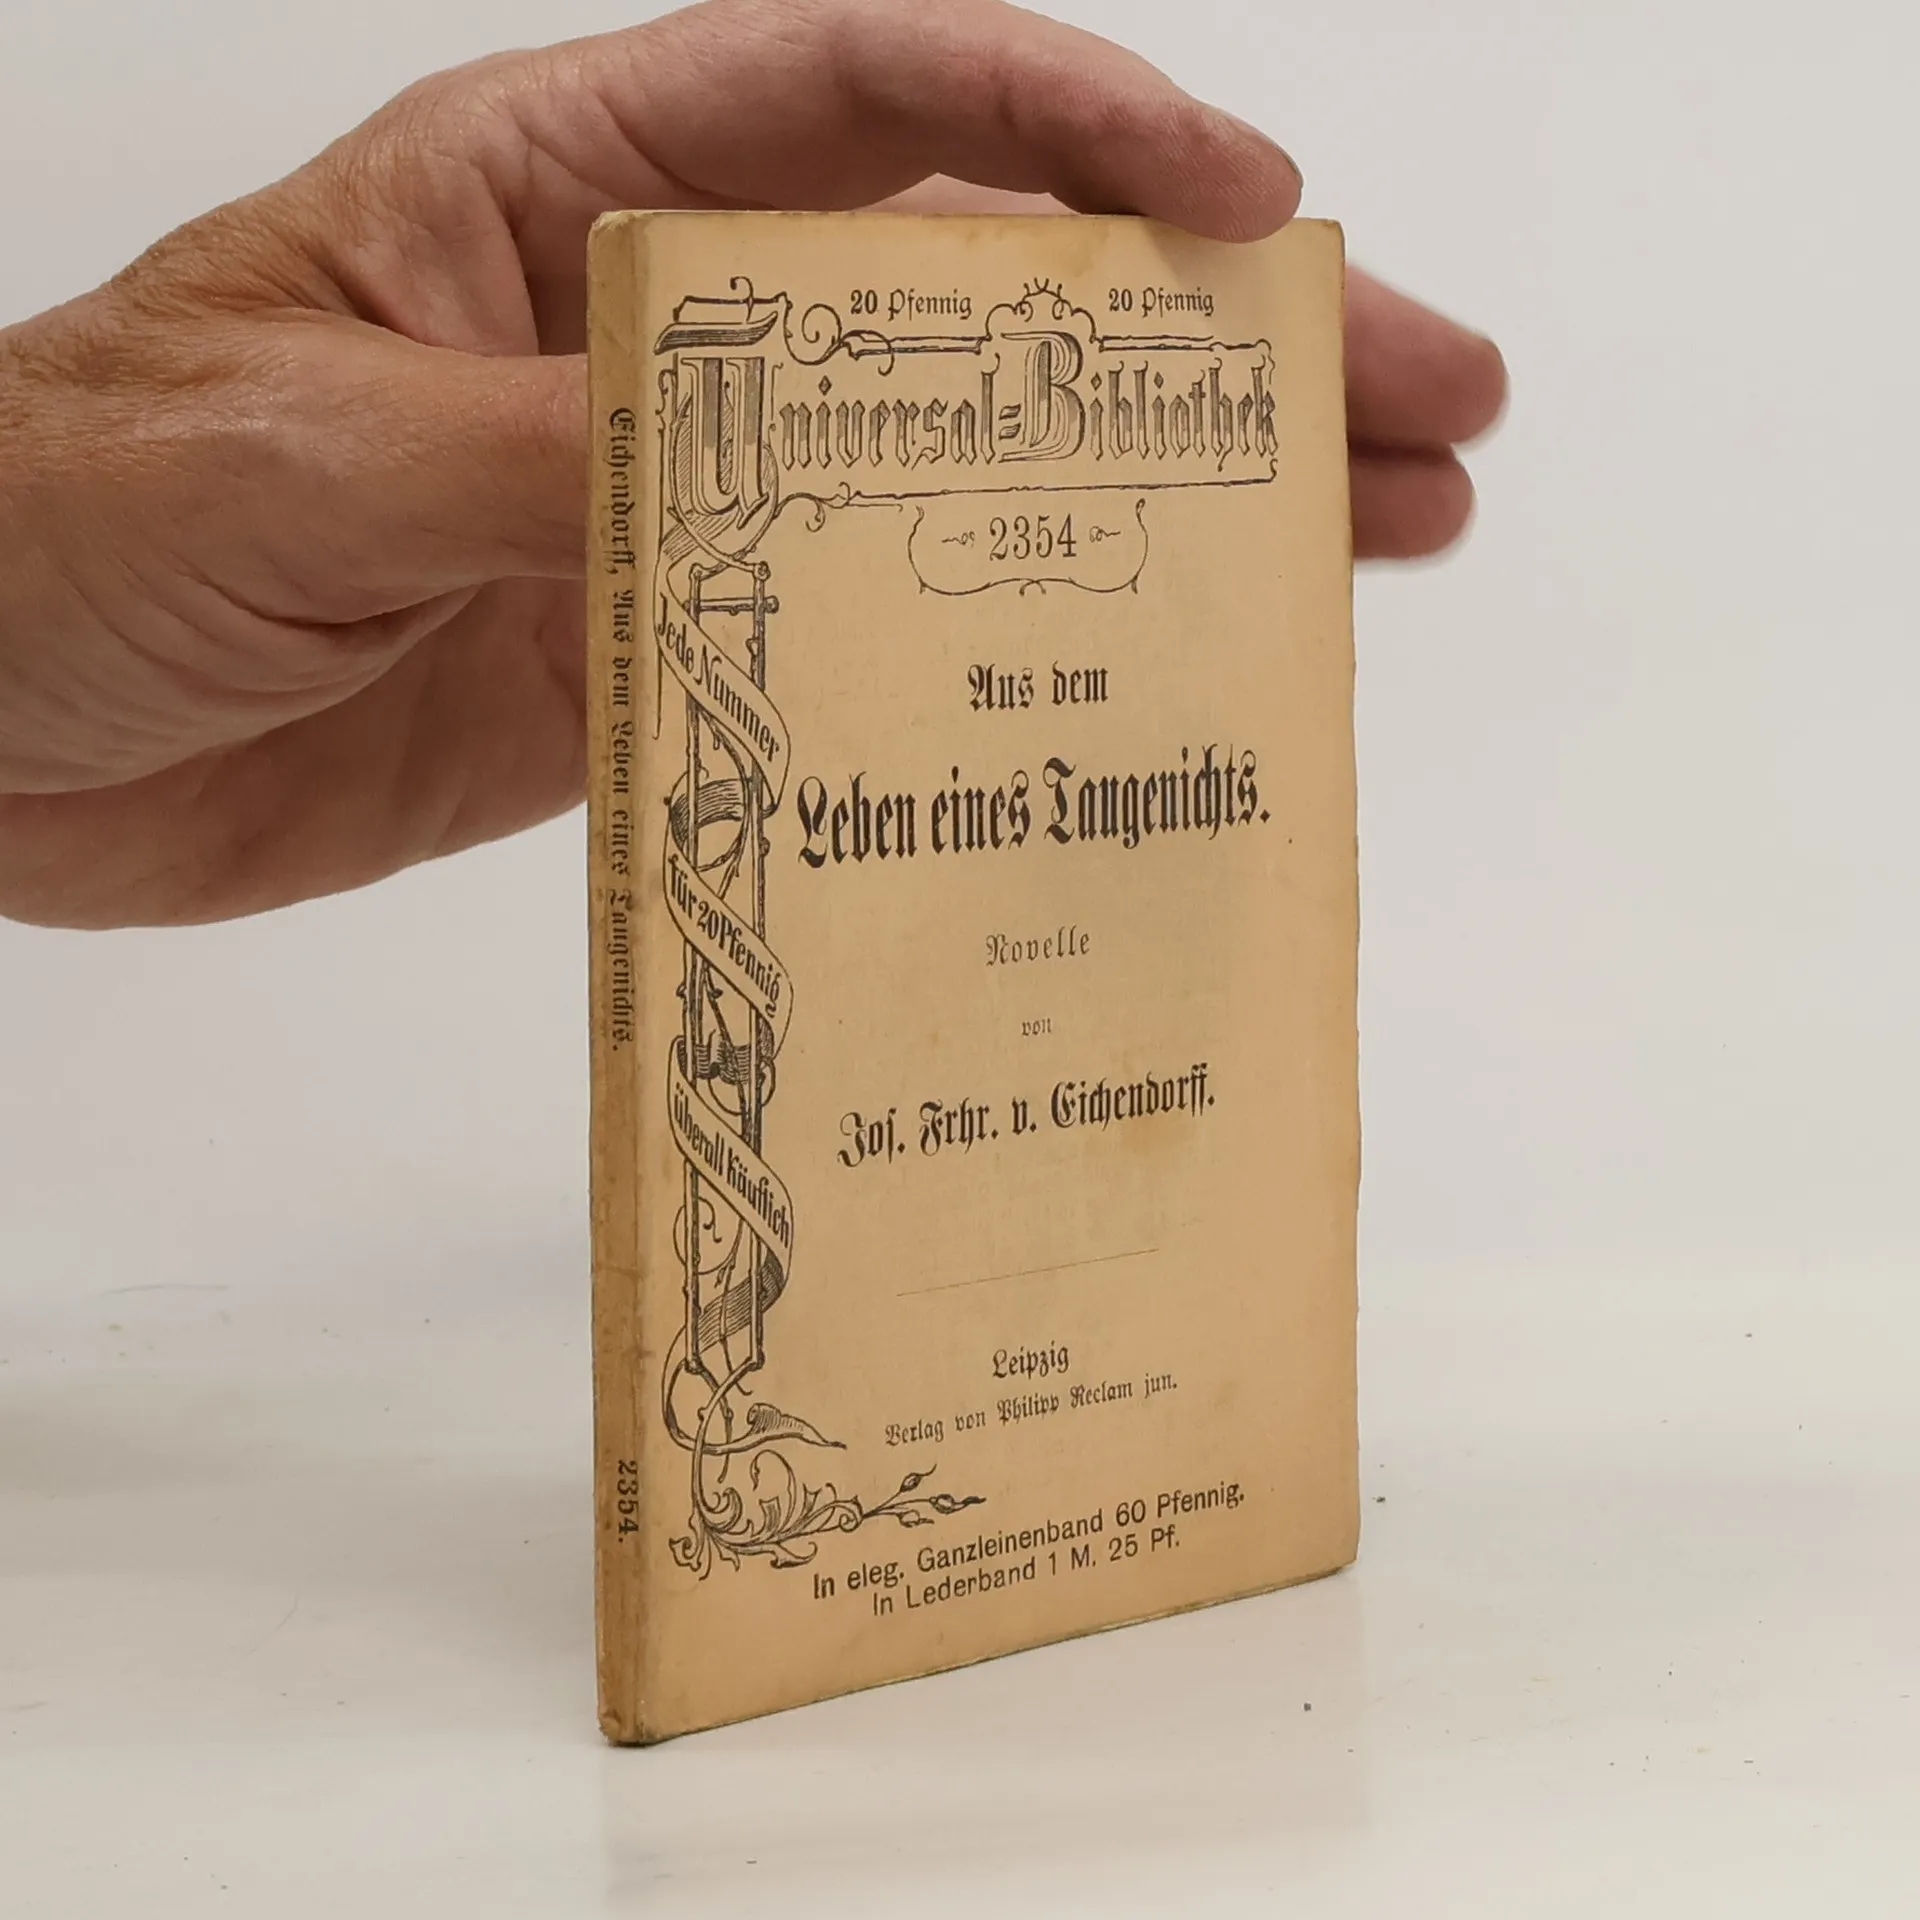 20 Pfennig 20 Pfennig
Universal=Bibliothek
2354
Jede Nummer
für 20 Pfennig
überall käuflich
Aus dem
Leben eines Taugenichts.
Novelle
von
Jos. Frhr. v. Eichendorff.
Leipzig
Verlag von Philipp Reclam jun.
In eleg. Ganzleinenband 60 Pfennig.
In Lederband 1 M. 25 Pf.
Eichendorff, Aus dem Leben eines Taugenichts.
2354.